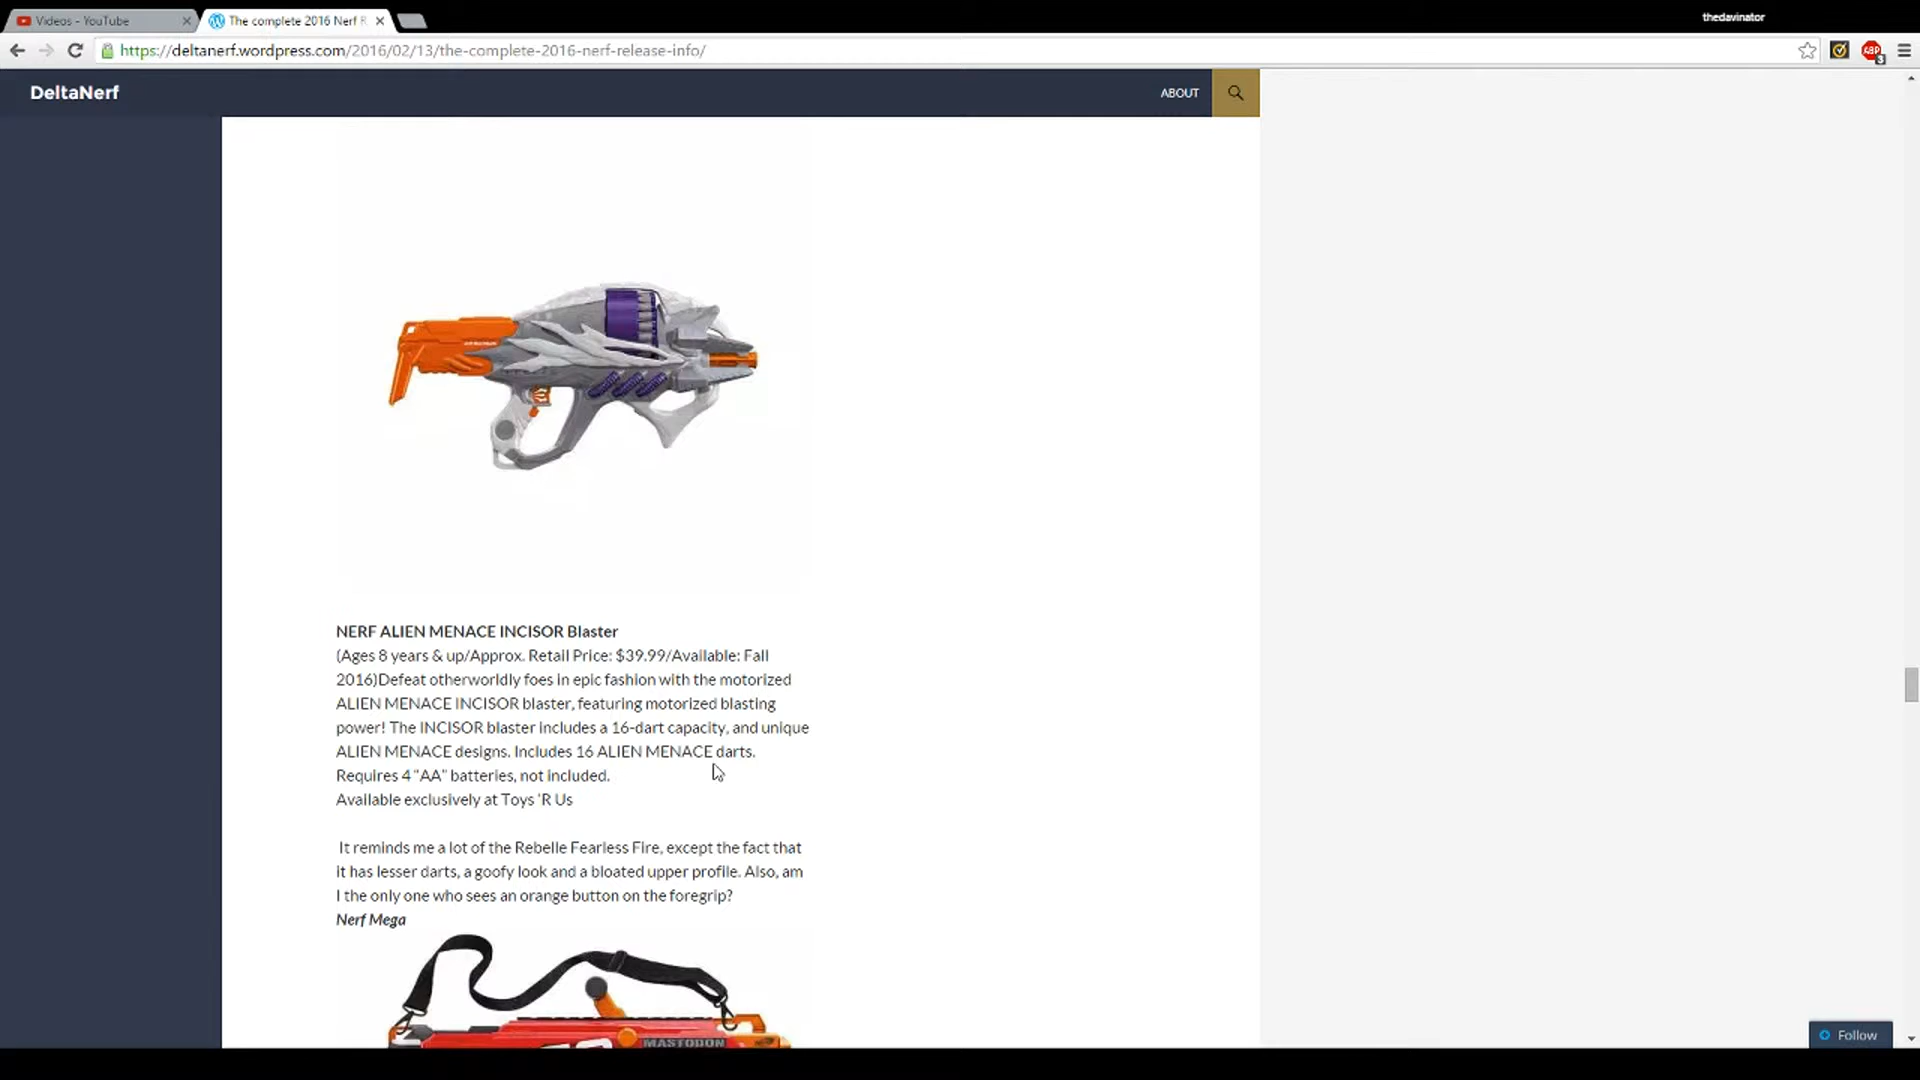 Videos - YouTube
The complete 2016 Nerf R
thedavinator
https://deltanerf.wordpress.com/2016/02/13/the-complete-2016-nerf-release-info/
ABP
3
DeltaNerf
ABOUT
NERF ALIEN MENACE INCISOR Blaster
(Ages 8 years & up/Approx. Retail Price: $39.99/Available: Fall
2016)Defeat otherworldly foes in epic fashion with the motorized
ALIEN MENACE INCISOR blaster, featuring motorized blasting
power! The INCISOR blaster includes a 16-dart capacity, and unique
ALIEN MENACE designs. Includes 16 ALIEN MENACE darts.
Requires 4 “AA” batteries, not included.
Available exclusively at Toys ‘R Us
It reminds me a lot of the Rebelle Fearless Fire, except the fact that
it has lesser darts, a goofy look and a bloated upper profile. Also, am
I the only one who sees an orange button on the foregrip?
Nerf Mega
MASTODON
Follow